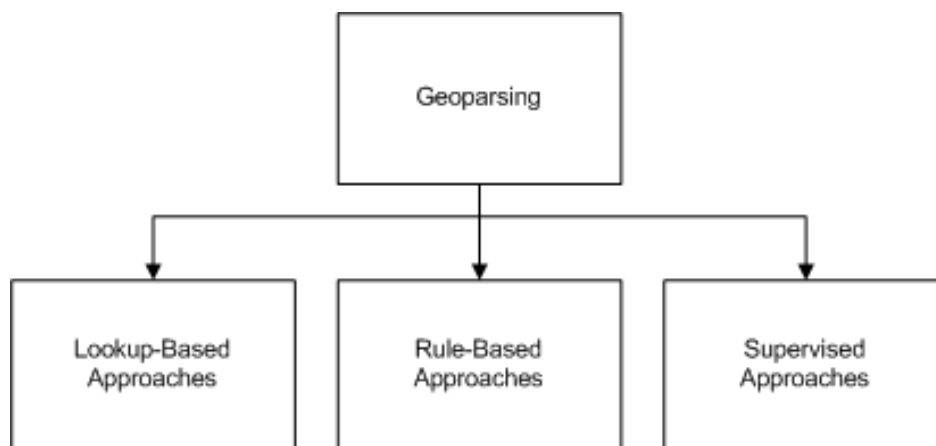 Geoparsing
Lookup-Based
Approaches
Rule-Based
Approaches
Supervised
Approaches